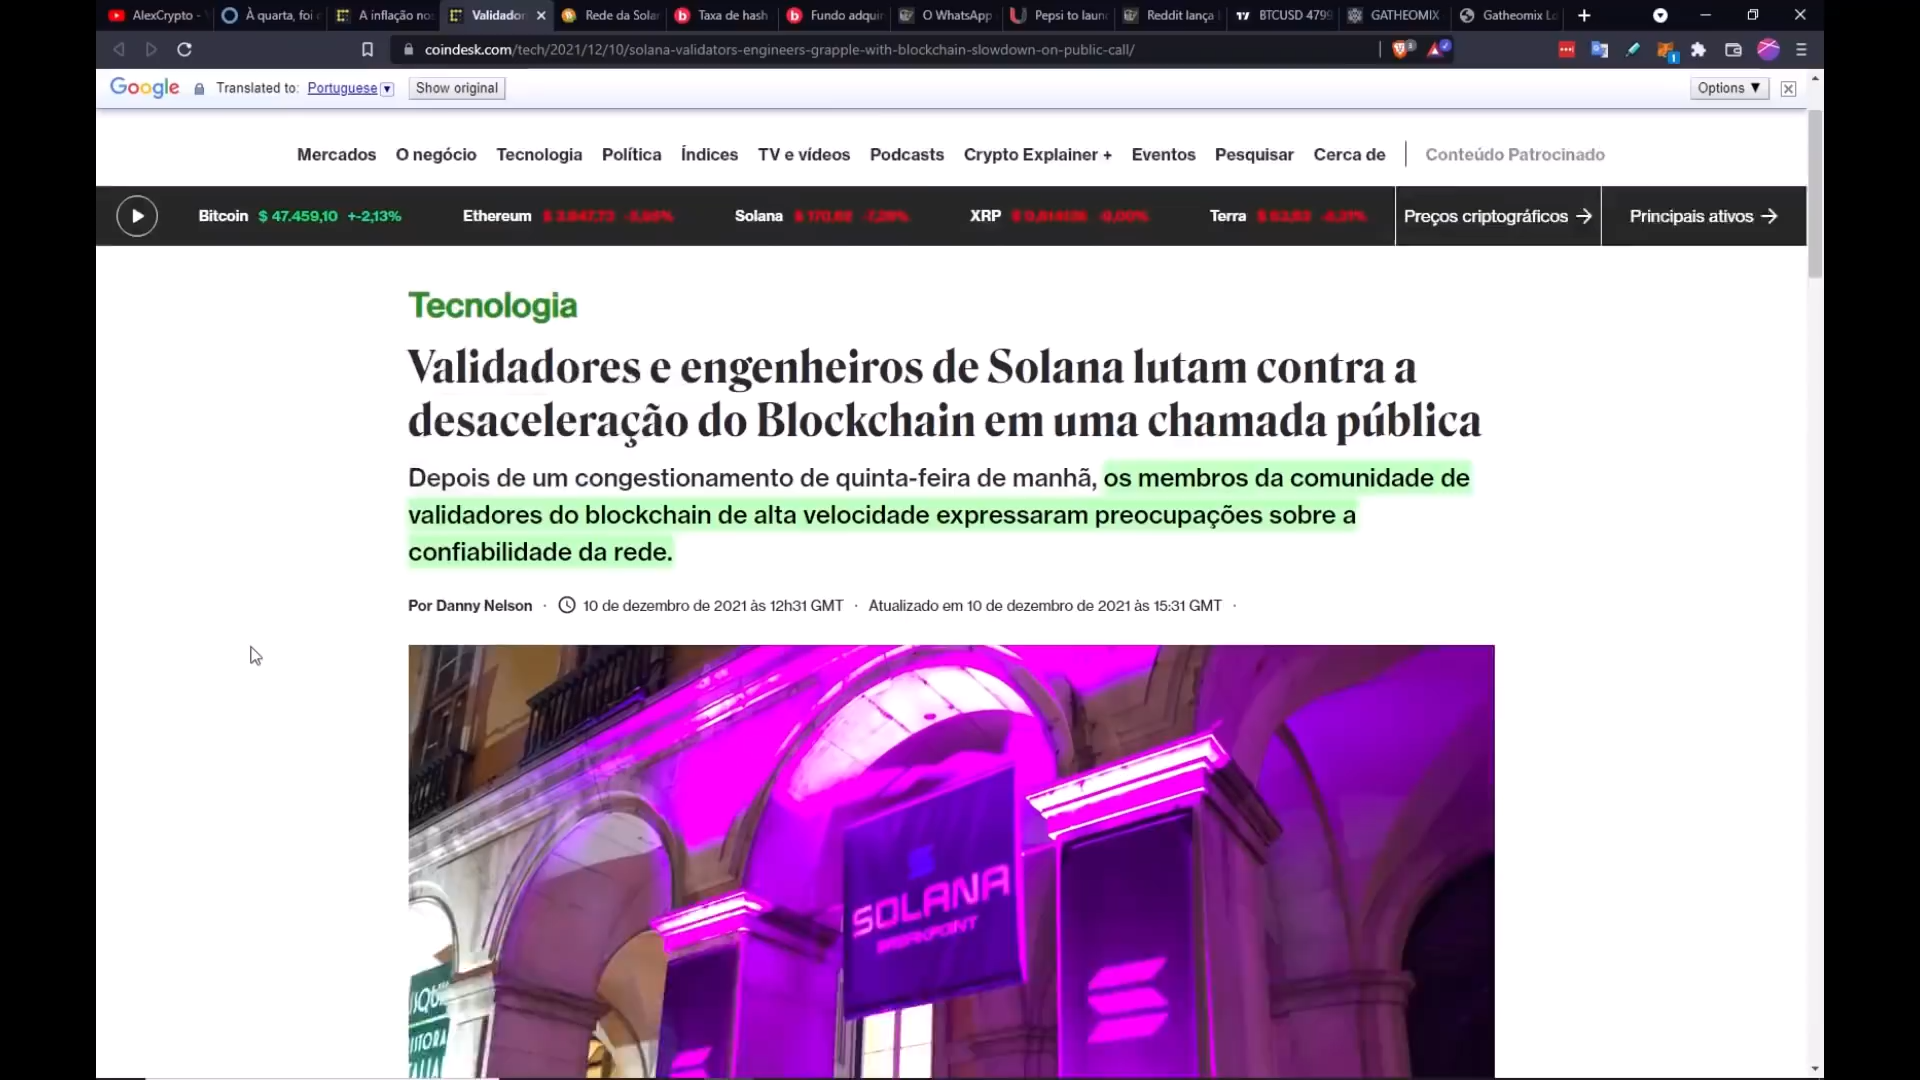 AlexCrypto -
À quarta, foi
A inflação no
Validador
Rede da Solar
Taxa de hash
Fundo adquir
O WhatsApp
Pepsi to laun
Reddit lança
BTCUSD 4799
GATHEOMIX
Gatheomix Lo
coindesk.com/tech/2021/12/10/solana-validators-engineers-grapple-with-blockchain-slowdown-on-public-call/
Google Translated to: Portuguese Show original Options ▼
Mercados O negócio Tecnologia Política Índices TV e vídeos Podcasts Crypto Explainer + Eventos Pesquisar Cerca de Conteúdo Patrocinado
Bitcoin $ 47.459,10 +-2,13% Ethereum Solana XRP Terra Preços criptográficos → Principais ativos →
Tecnologia
Validadores e engenheiros de Solana lutam contra a
desaceleração do Blockchain em uma chamada pública
Depois de um congestionamento de quinta-feira de manhã, os membros da comunidade de
validadores do blockchain de alta velocidade expressaram preocupações sobre a
confiabilidade da rede.
Por Danny Nelson · 10 de dezembro de 2021 às 12h31 GMT · Atualizado em 10 de dezembro de 2021 às 15:31 GMT ·
SOLANA
BREAKPOINT